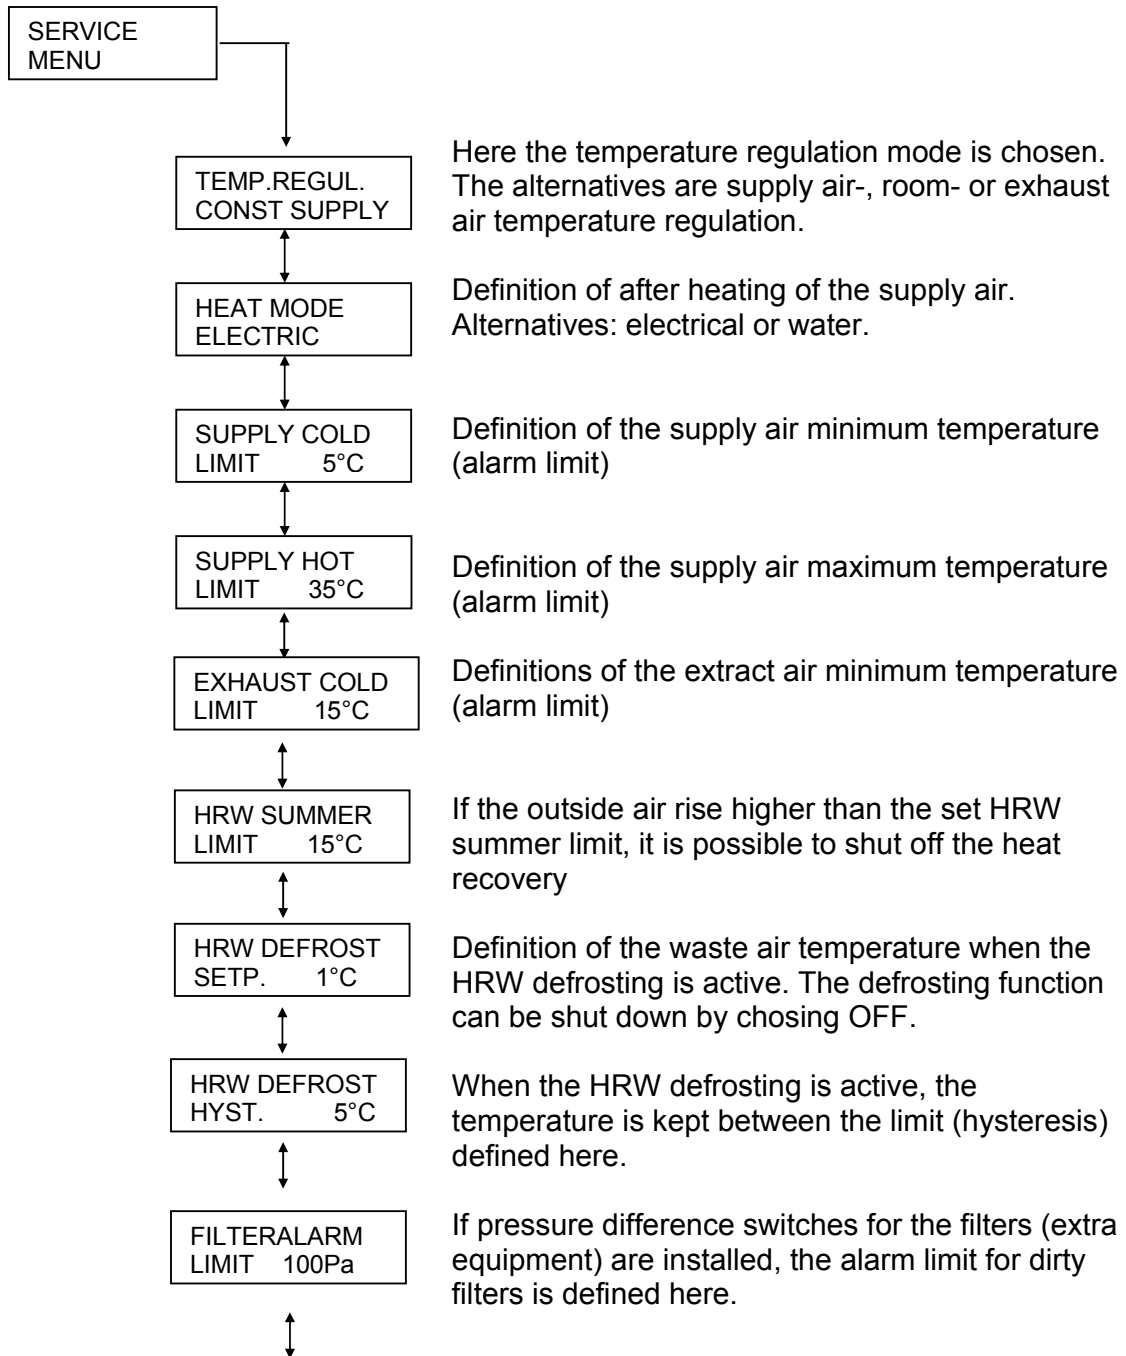 SERVICE
MENU
TEMP.REGUL.
CONST SUPPLY
Here the temperature regulation mode is chosen.
The alternatives are supply air-, room- or exhaust
air temperature regulation.
HEAT MODE
ELECTRIC
Definition of after heating of the supply air.
Alternatives: electrical or water.
SUPPLY COLD
LIMIT 5°C
Definition of the supply air minimum temperature
(alarm limit)
SUPPLY HOT
LIMIT 35°C
Definition of the supply air maximum temperature
(alarm limit)
EXHAUST COLD
LIMIT 15°C
Definitions of the extract air minimum temperature
(alarm limit)
HRW SUMMER
LIMIT 15°C
If the outside air rise higher than the set HRW
summer limit, it is possible to shut off the heat
recovery
HRW DEFROST
SETP. 1°C
Definition of the waste air temperature when the
HRW defrosting is active. The defrosting function
can be shut down by chosing OFF.
HRW DEFROST
HYST. 5°C
When the HRW defrosting is active, the
temperature is kept between the limit (hysteresis)
defined here.
FILTERALARM
LIMIT 100Pa
If pressure difference switches for the filters (extra
equipment) are installed, the alarm limit for dirty
filters is defined here.